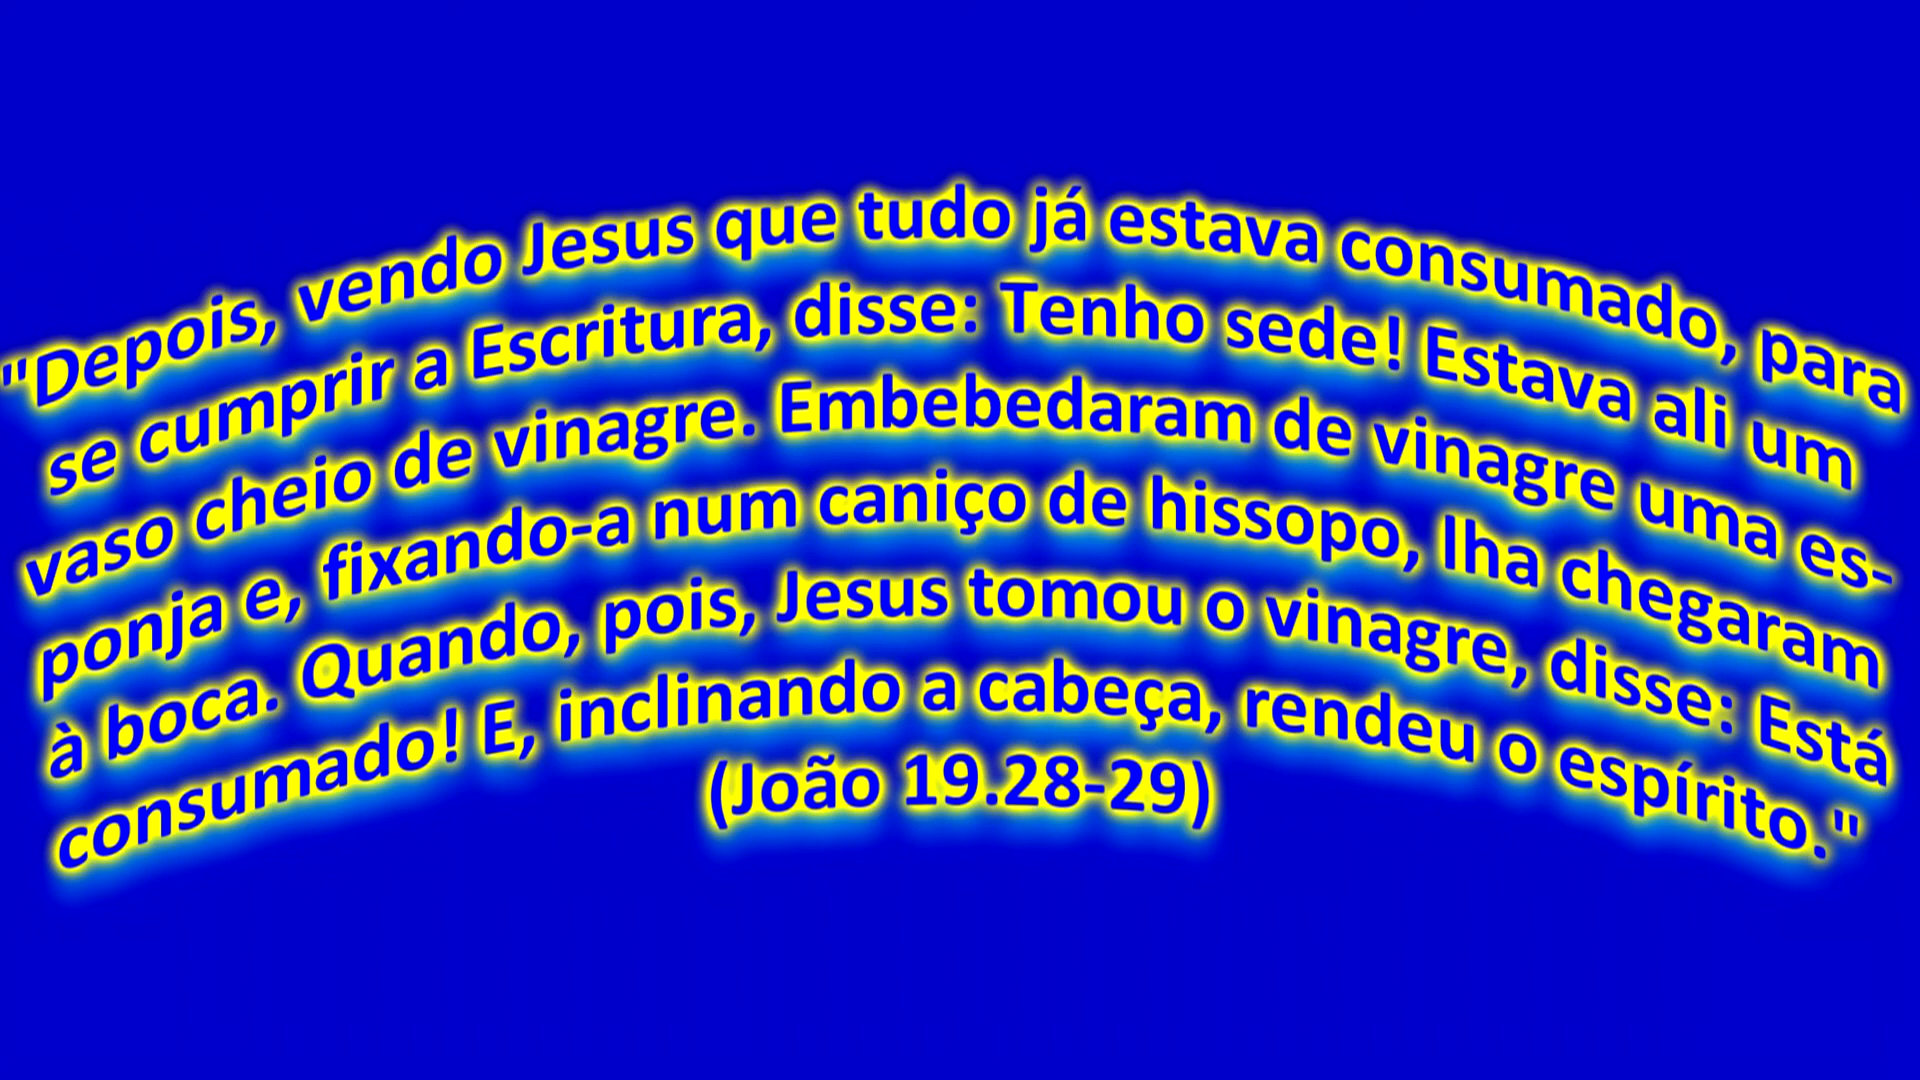 "Depois, vendo Jesus que tudo já estava consumado, para
se cumprir a Escritura, disse: Tenho sede! Estava ali um
vaso cheio de vinagre. Embebedaram de vinagre uma es-
ponja e, fixando-a num caniço de hissopo, lha chegaram
à boca. Quando, pois, Jesus tomou o vinagre, disse: Está
consumado! E, inclinando a cabeça, rendeu o espírito."
(João 19.28-29)